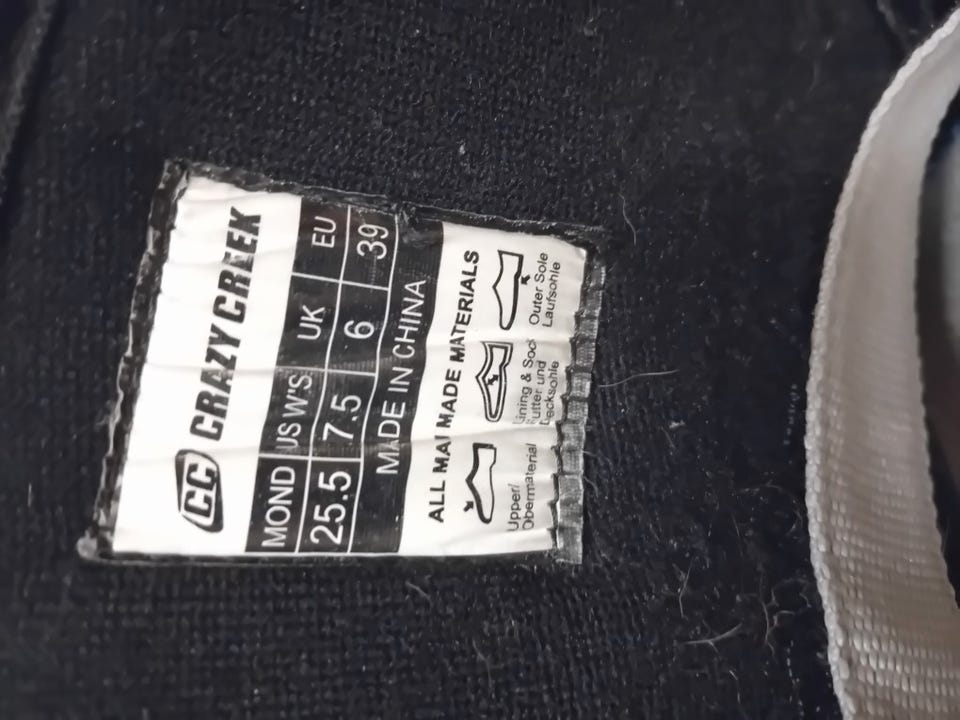 CC CRAZY CREEK
MOND US W'S UK EU
25.5 7.5 6 39
MADE IN CHINA
ALL MAI MADE MATERIALS
Upper/ Lining & Sock Outer Sole
Obermaterial Futter und Laufsohle
Decksohle